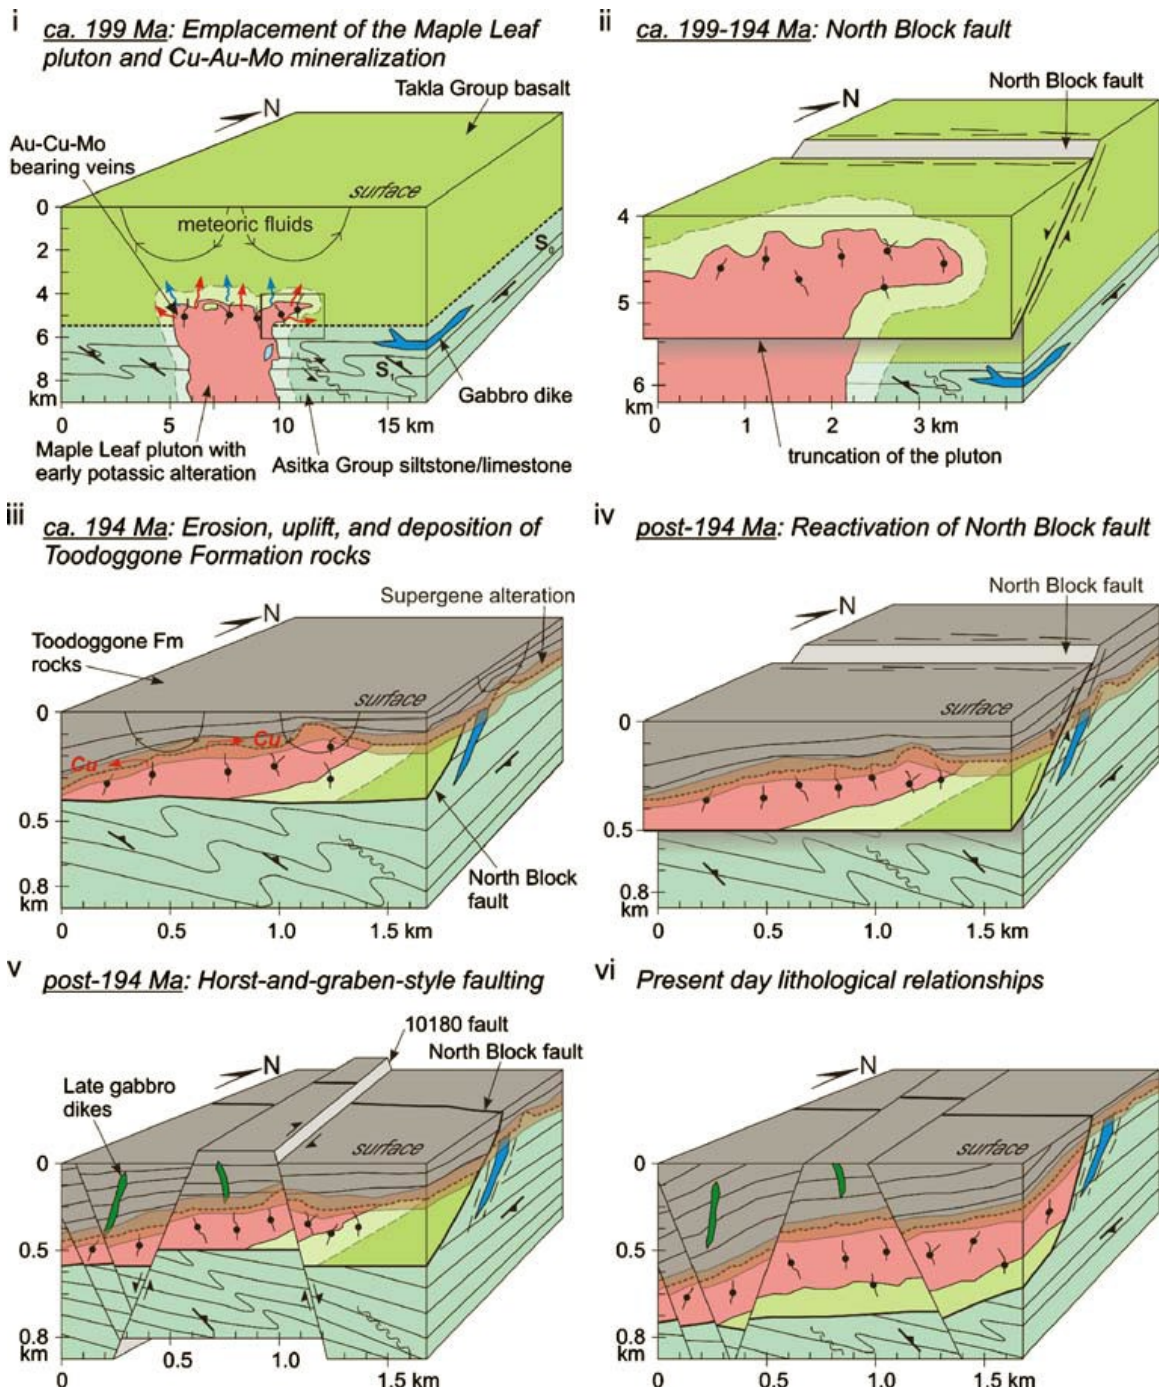 i
ca. 199 Ma: Emplacement of the Maple Leaf
pluton and Cu-Au-Mo mineralization
Takla Group basalt
N
Au-Cu-Mo
bearing veins
surface
0
meteoric fluids
2
4
6
8
km
S₀
S₁
Gabbro dike
5
10
15 km
Maple Leaf pluton with
early potassic alteration
Asitka Group siltstone/limestone
ii
ca. 199-194 Ma: North Block fault
North Block fault
N
4
5
6
km
0
1
2
3 km
truncation of the pluton
iii
ca. 194 Ma: Erosion, uplift, and deposition of
Toodoggone Formation rocks
Supergene alteration
N
Toodoggone Fm
rocks
surface
0
Cu
Cu
0.5
0.8
km
North Block
fault
0
0.5
1.0
1.5 km
iv
post-194 Ma: Reactivation of North Block fault
North Block fault
N
surface
0
0.5
0.8
km
0
0.5
1.0
1.5 km
v
post-194 Ma: Horst-and-graben-style faulting
10180 fault
North Block fault
N
Late gabbro
dikes
surface
0
0.5
0.8
km
0
0.5
1.0
1.5 km
vi
Present day lithological relationships
N
surface
0
0.5
0.8
km
0
0.5
1.0
1.5 km